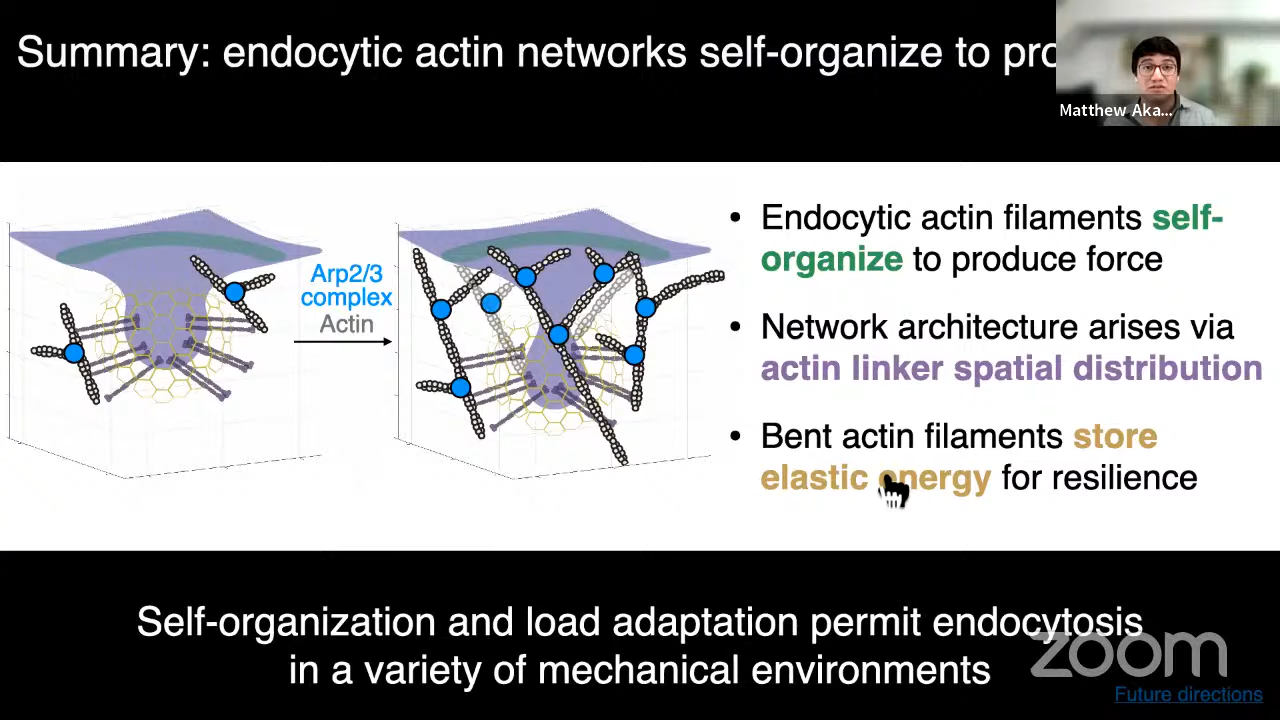 Summary: endocytic actin networks self-organize to pro
Matthew Aka...
Arp2/3
complex
Actin
• Endocytic actin filaments self-
organize to produce force
• Network architecture arises via
actin linker spatial distribution
• Bent actin filaments store
elastic energy for resilience
Self-organization and load adaptation permit endocytosis
in a variety of mechanical environments
zoom
Future directions